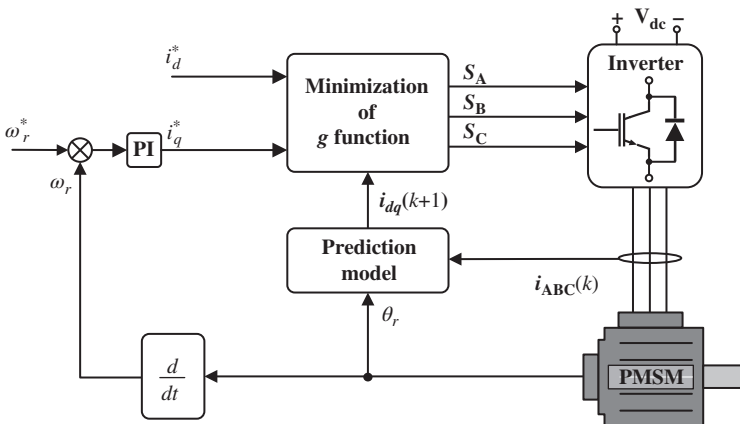 + V_dc −
Inverter
i_d^*
Minimization
of
g function
S_A
S_B
S_C
ω_r^*
PI
i_q^*
ω_r
i_dq(k+1)
Prediction
model
i_ABC(k)
θ_r
d
dt
PMSM